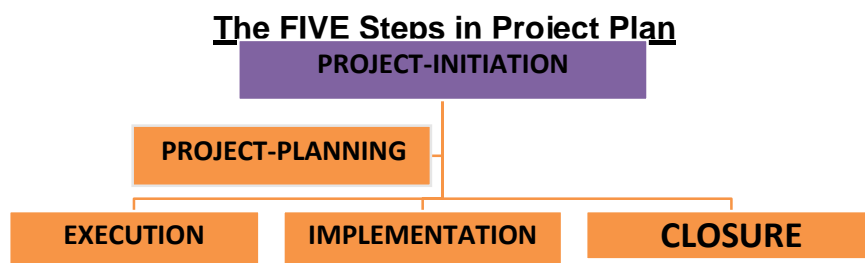 The FIVE Steps in Project Plan
PROJECT-INITIATION
PROJECT-PLANNING
EXECUTION
IMPLEMENTATION
CLOSURE